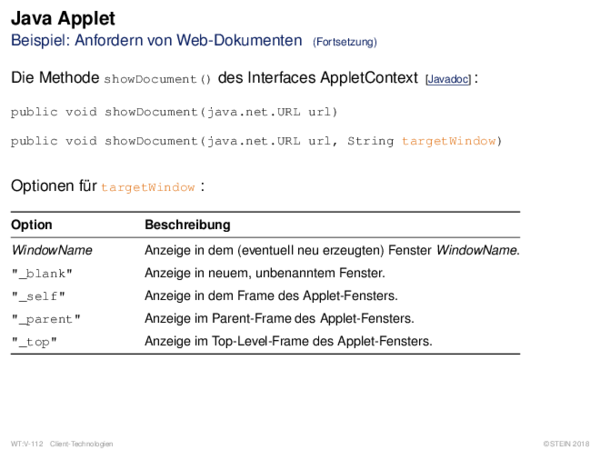 Java Applet
Beispiel: Anfordern von Web-Dokumenten (Fortsetzung)
Die Methode showDocument() des Interfaces AppletContext [Javadoc] :
public void showDocument(java.net.URL url)
public void showDocument(java.net.URL url, String targetWindow)
Optionen für targetWindow :
Option Beschreibung
WindowName Anzeige in dem (eventuell neu erzeugten) Fenster WindowName.
"_blank" Anzeige in neuem, unbenanntem Fenster.
"_self" Anzeige in dem Frame des Applet-Fensters.
"_parent" Anzeige im Parent-Frame des Applet-Fensters.
"_top" Anzeige im Top-Level-Frame des Applet-Fensters.
WT:V-112 Client-Technologien ©STEIN 2018